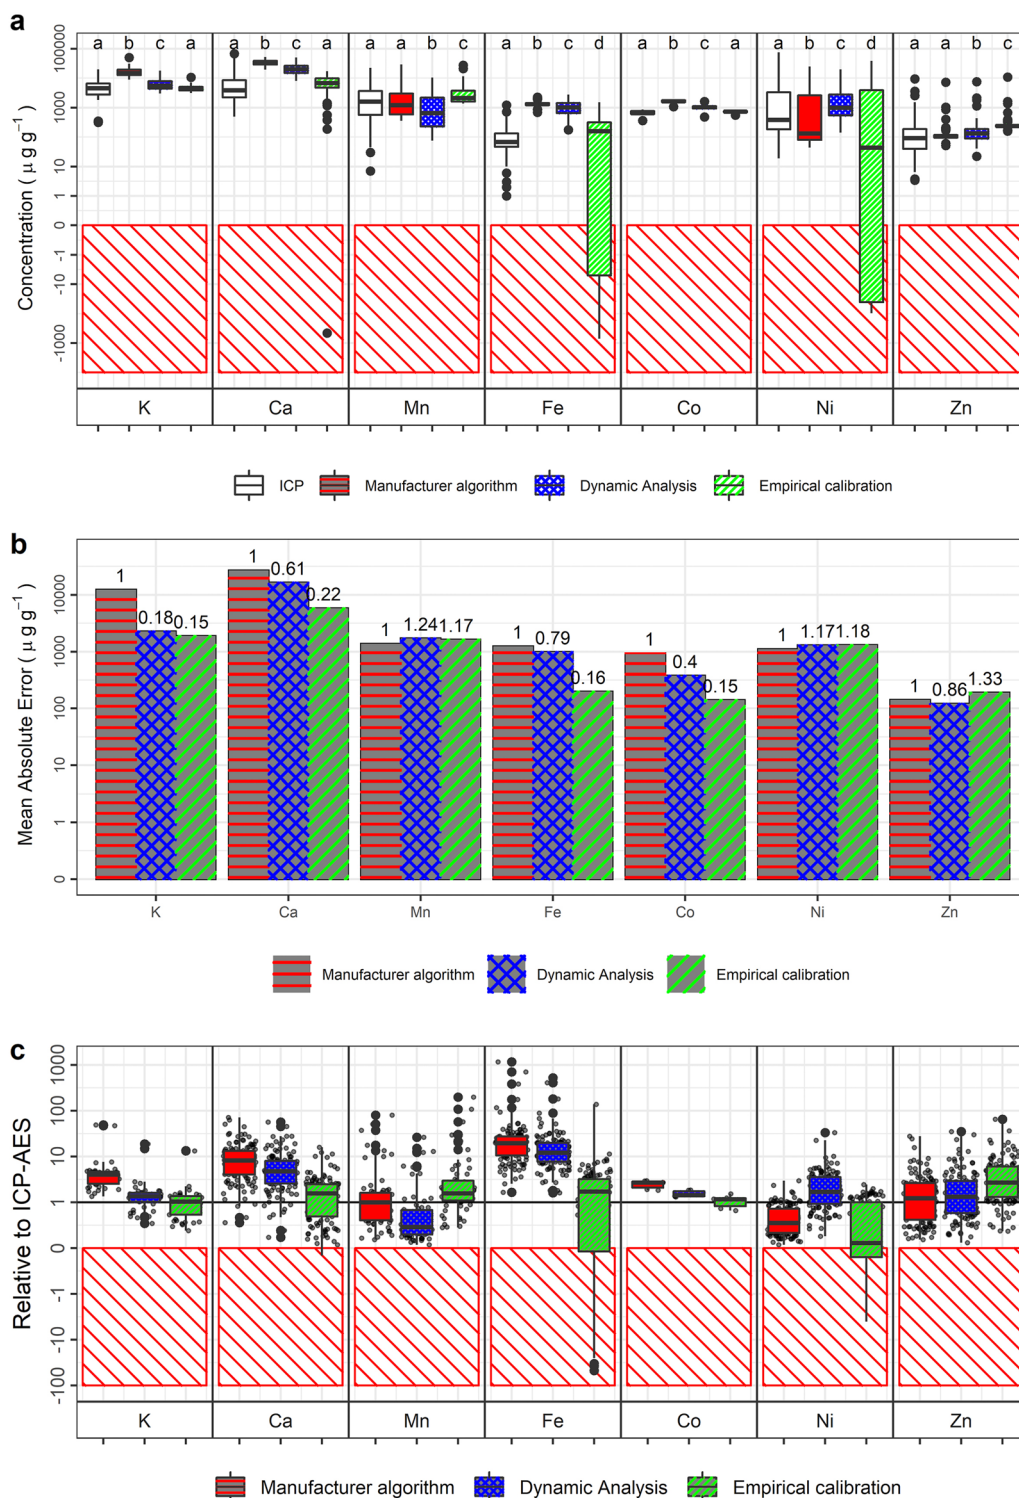 a
Concentration ( μ g g⁻¹ )
100000
1000
10
1
0
-1
-10
-1000
a b c a
a b c a
a a b c
a b c d
a b c a
a b c d
a a b c
K Ca Mn Fe Co Ni Zn
ICP Manufacturer algorithm Dynamic Analysis Empirical calibration
b
Mean Absolute Error ( μ g g⁻¹ )
10000
1000
100
10
1
0
1 0.18 0.15
1 0.61 0.22
1 1.24 1.17
1 0.79 0.16
1 0.4 0.15
1 1.17 1.18
1 0.86 1.33
K Ca Mn Fe Co Ni Zn
Manufacturer algorithm Dynamic Analysis Empirical calibration
c
Relative to ICP-AES
1000
100
10
1
0
-1
-10
-100
K Ca Mn Fe Co Ni Zn
Manufacturer algorithm Dynamic Analysis Empirical calibration